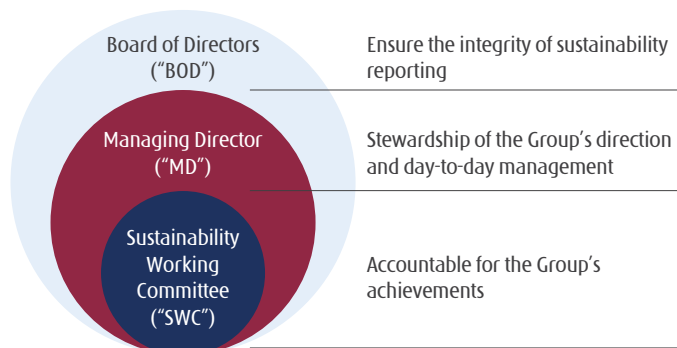 Board of Directors
(“BOD”)
Ensure the integrity of sustainability
reporting
Managing Director
(“MD”)
Stewardship of the Group’s direction
and day-to-day management
Sustainability
Working
Committee
(“SWC”)
Accountable for the Group’s
achievements